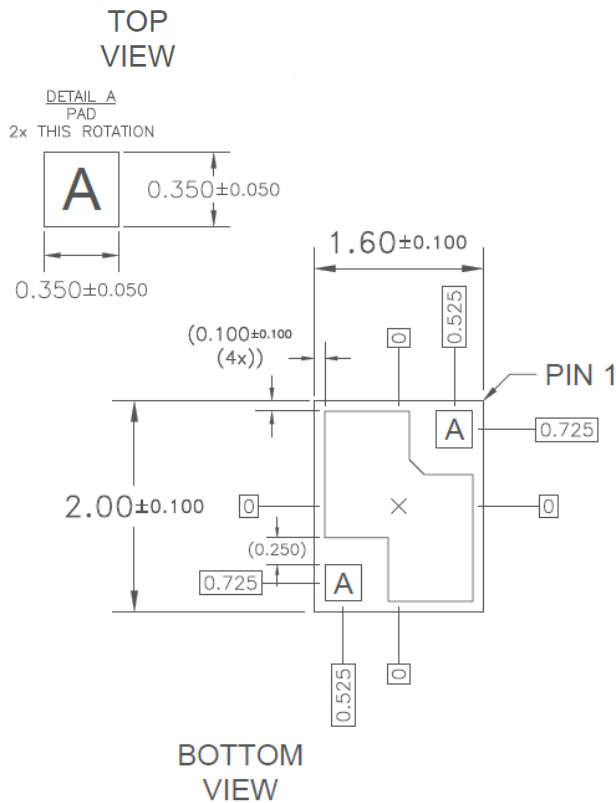 TOP
VIEW
DETAIL A
PAD
2x THIS ROTATION
A
0.350±0.050
0.350±0.050
1.60±0.100
(0.100±0.100
(4x))
0
0.525
PIN 1
A
0.725
2.00±0.100
0
0
(0.250)
0.725
A
0.525
0
BOTTOM
VIEW